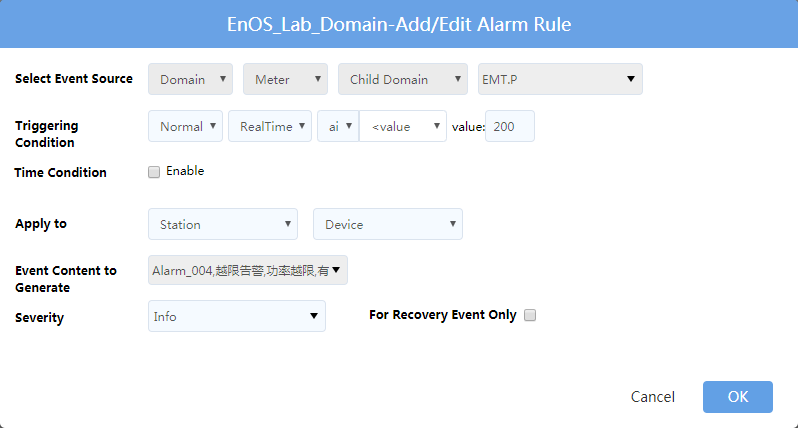 EnOS_Lab_Domain-Add/Edit Alarm Rule
Select Event Source Domain Meter Child Domain EMT.P
Triggering Condition Normal RealTime ai <value value: 200
Time Condition Enable
Apply to Station Device
Event Content to Generate Alarm_004,越限告警,功率越限,有
Severity Info For Recovery Event Only
Cancel OK